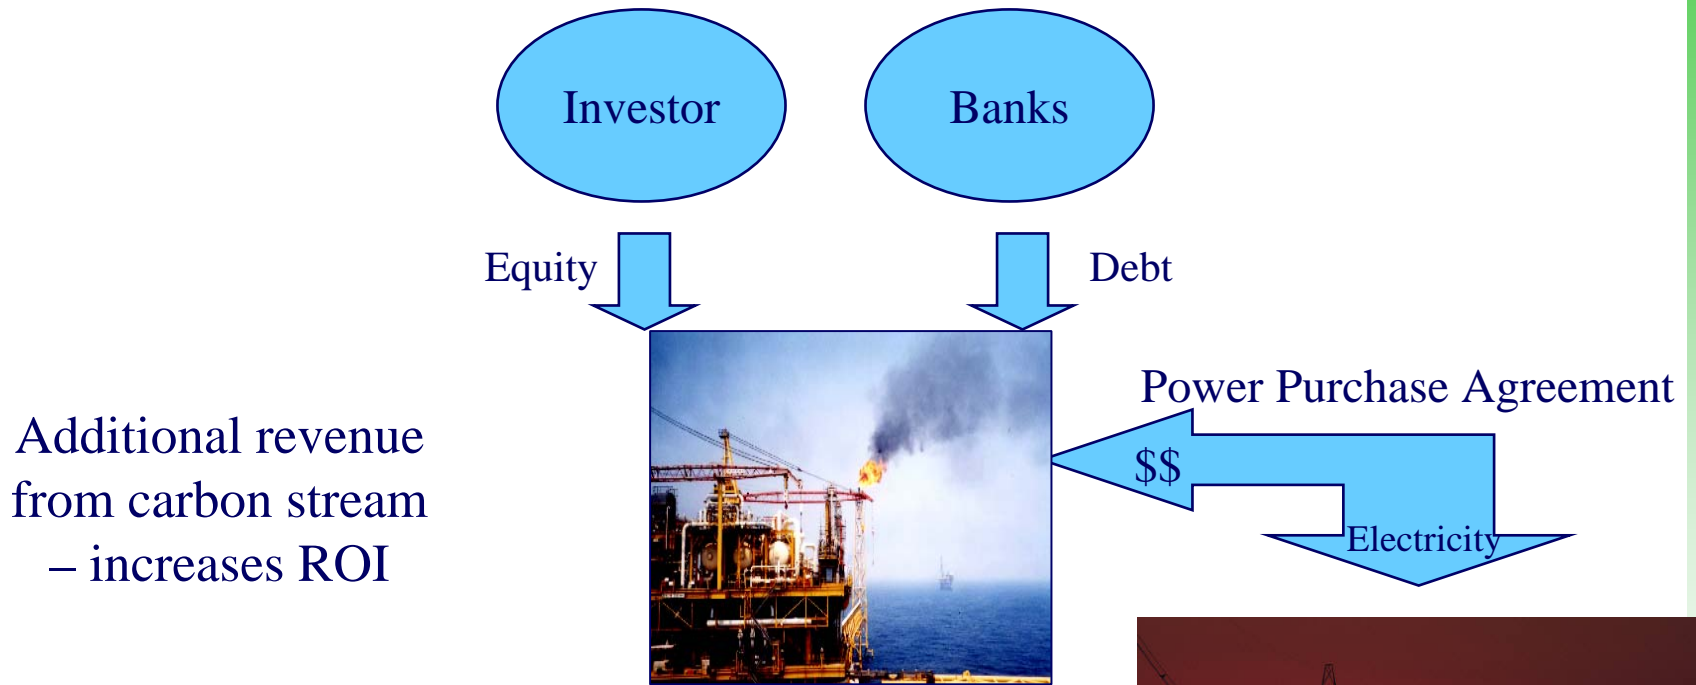 Investor
Banks
Equity
Debt
Power Purchase Agreement
$$
Electricity
Additional revenue
from carbon stream
– increases ROI